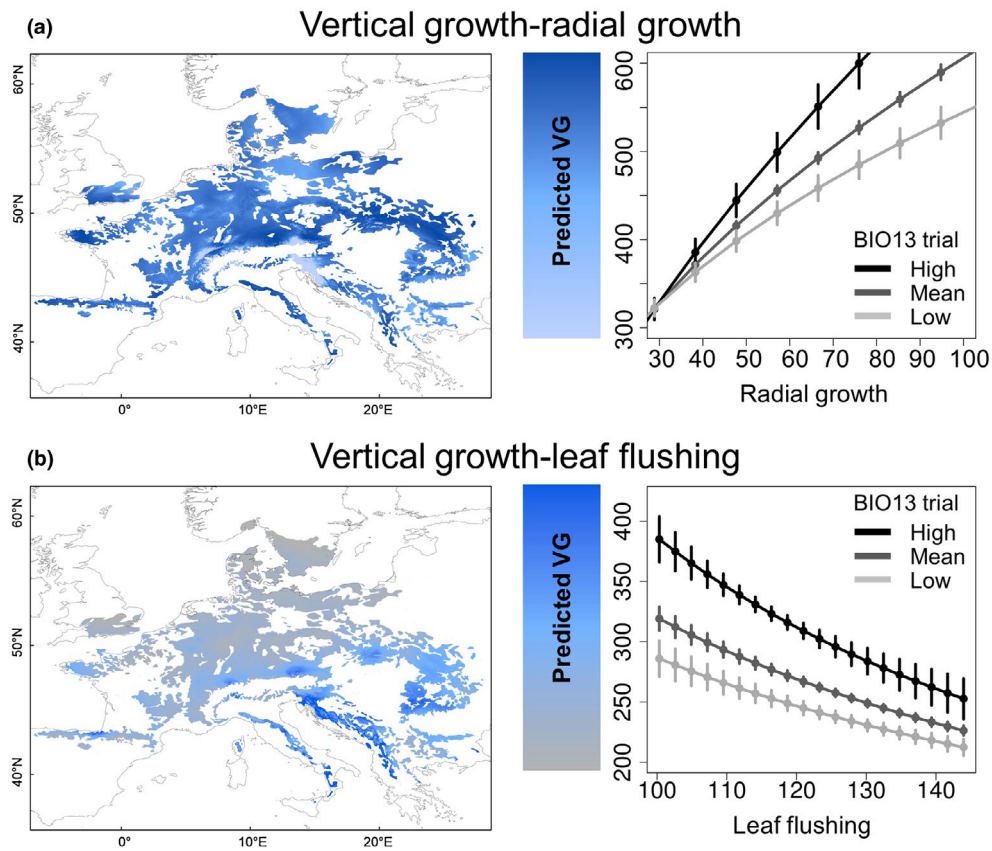 (a)
Vertical growth-radial growth
60°N
50°N
40°N
0°
10°E
20°E
Predicted VG
600
500
400
300
BIO13 trial
High
Mean
Low
30 40 50 60 70 80 90 100
Radial growth
(b)
Vertical growth-leaf flushing
60°N
50°N
40°N
0°
10°E
20°E
Predicted VG
400
350
300
250
200
BIO13 trial
High
Mean
Low
100 110 120 130 140
Leaf flushing